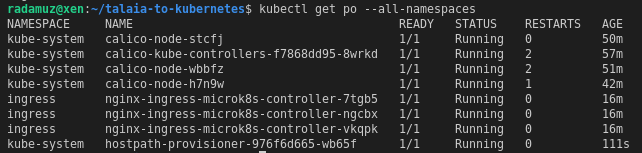 radamuz@xen:~/talaia-to-kubernetes$ kubectl get po --all-namespaces
NAMESPACE NAME READY STATUS RESTARTS AGE
kube-system calico-node-stcfj 1/1 Running 0 50m
kube-system calico-kube-controllers-f7868dd95-8wrkd 1/1 Running 2 57m
kube-system calico-node-wbbfz 1/1 Running 2 51m
kube-system calico-node-h7n9w 1/1 Running 1 42m
ingress nginx-ingress-microk8s-controller-7tgb5 1/1 Running 0 16m
ingress nginx-ingress-microk8s-controller-ngcbx 1/1 Running 0 16m
ingress nginx-ingress-microk8s-controller-vkqpk 1/1 Running 0 16m
kube-system hostpath-provisioner-976f6d665-wb65f 1/1 Running 0 111s